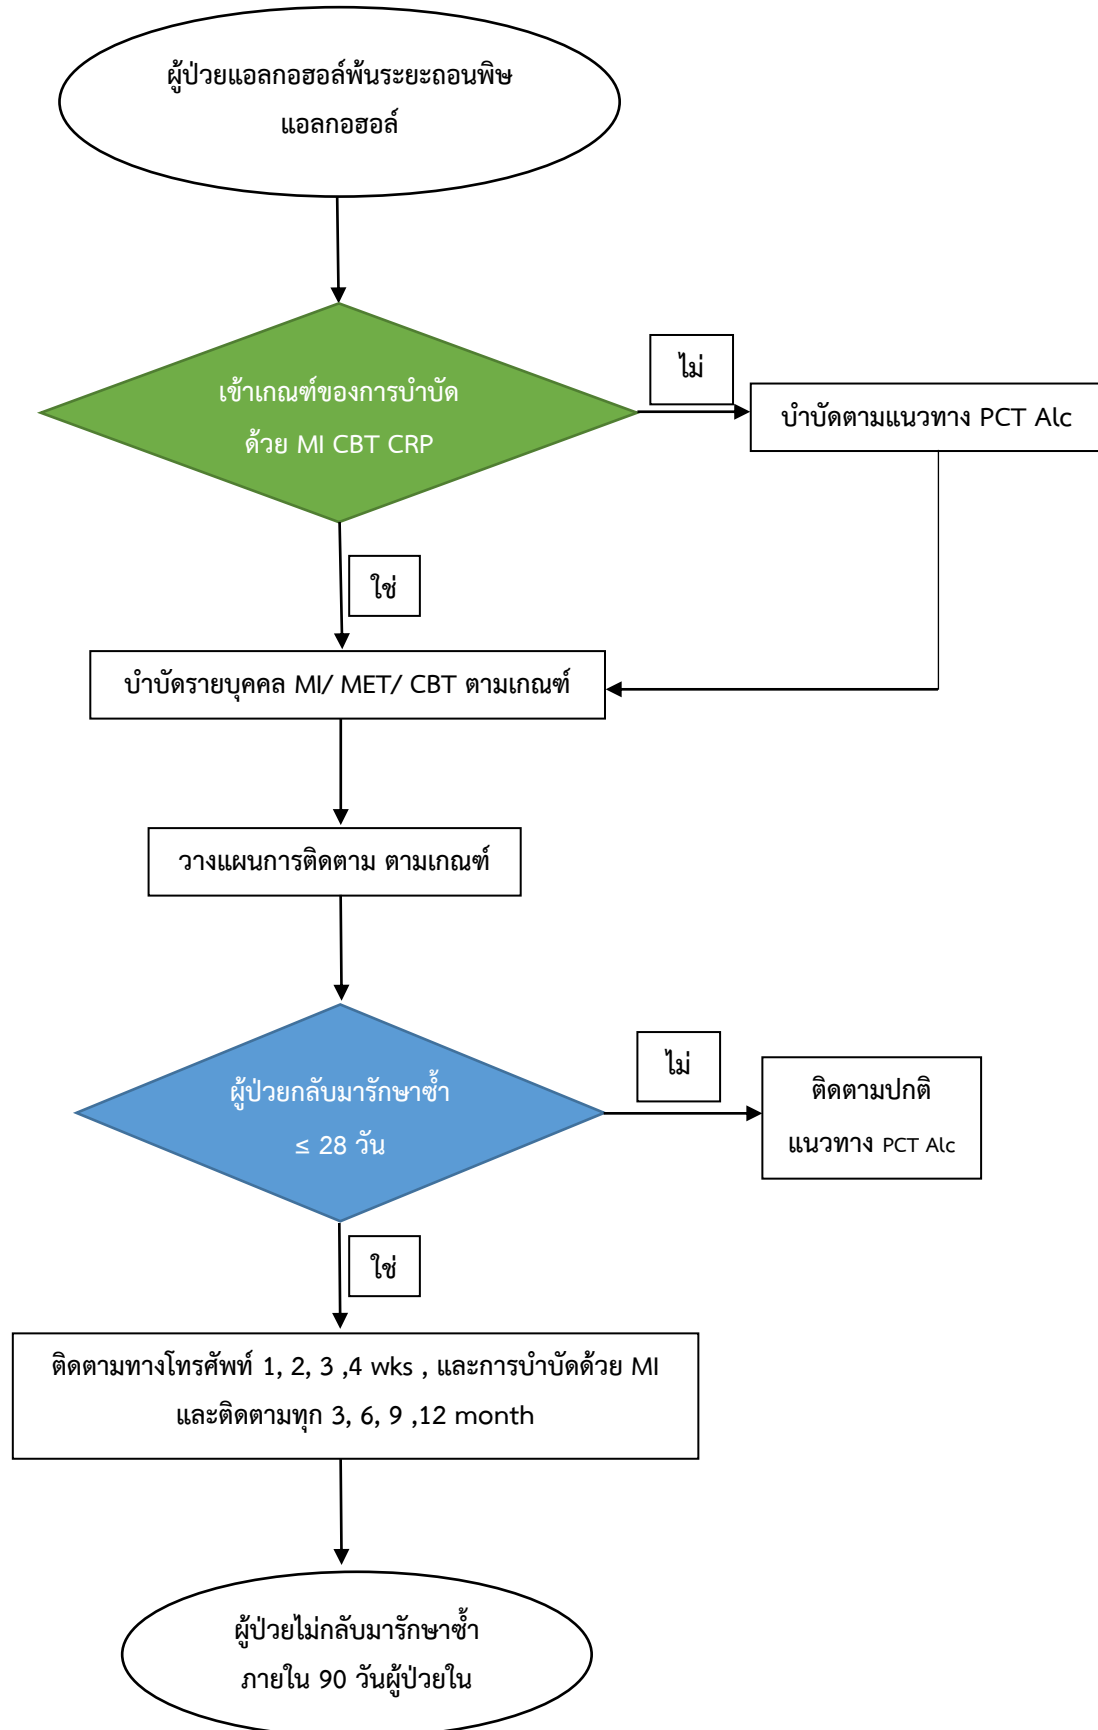 ผู้ป่วยแอลกอฮอล์พ้นระยะถอนพิษ
แอลกอฮอล์
เข้าเกณฑ์ของการบำบัด
ด้วย MI CBT CRP
ไม่
บำบัดตามแนวทาง PCT Alc
ใช่
บำบัดรายบุคคล MI/ MET/ CBT ตามเกณฑ์
วางแผนการติดตาม ตามเกณฑ์
ผู้ป่วยกลับมารักษาซ้ำ
≤ 28 วัน
ไม่
ติดตามปกติ
แนวทาง PCT Alc
ใช่
ติดตามทางโทรศัพท์ 1, 2, 3 ,4 wks , และการบำบัดด้วย MI
และติดตามทุก 3, 6, 9 ,12 month
ผู้ป่วยไม่กลับมารักษาซ้ำ
ภายใน 90 วันผู้ป่วยใน